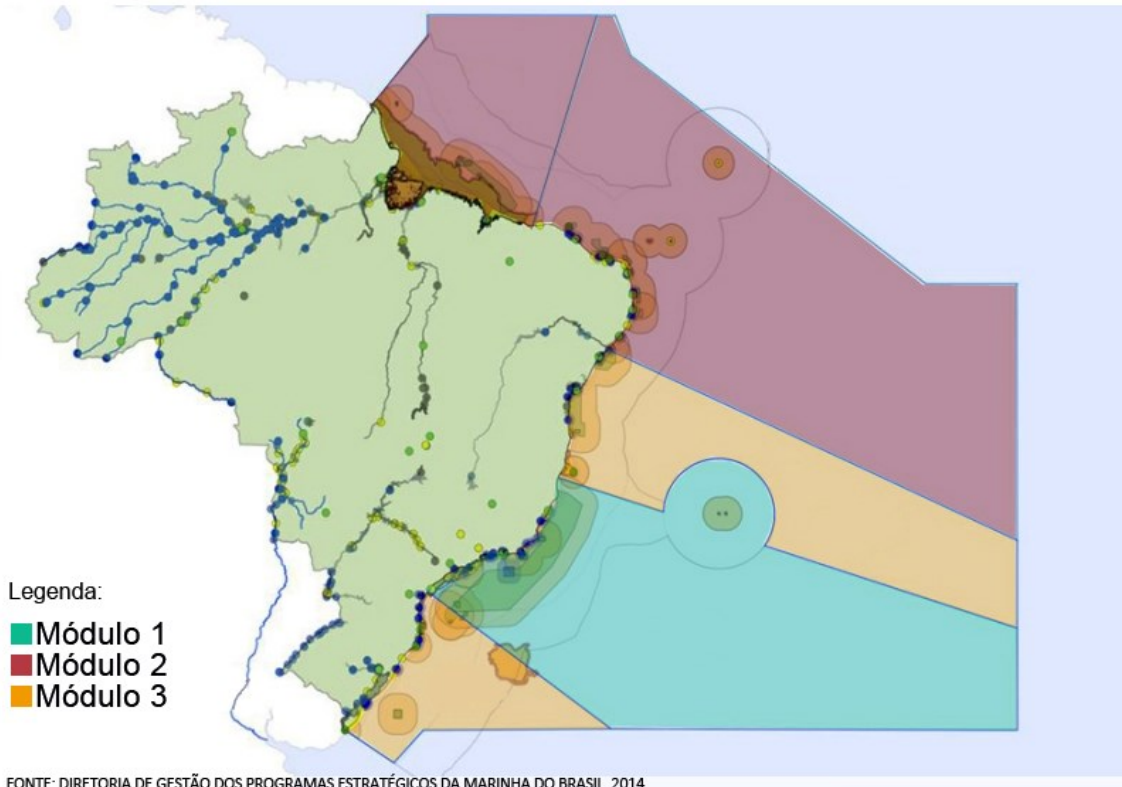 Legenda:
Módulo 1
Módulo 2
Módulo 3
FONTE: DIRETORIA DE GESTÃO DOS PROGRAMAS ESTRATÉGICOS DA MARINHA DO BRASIL, 2014